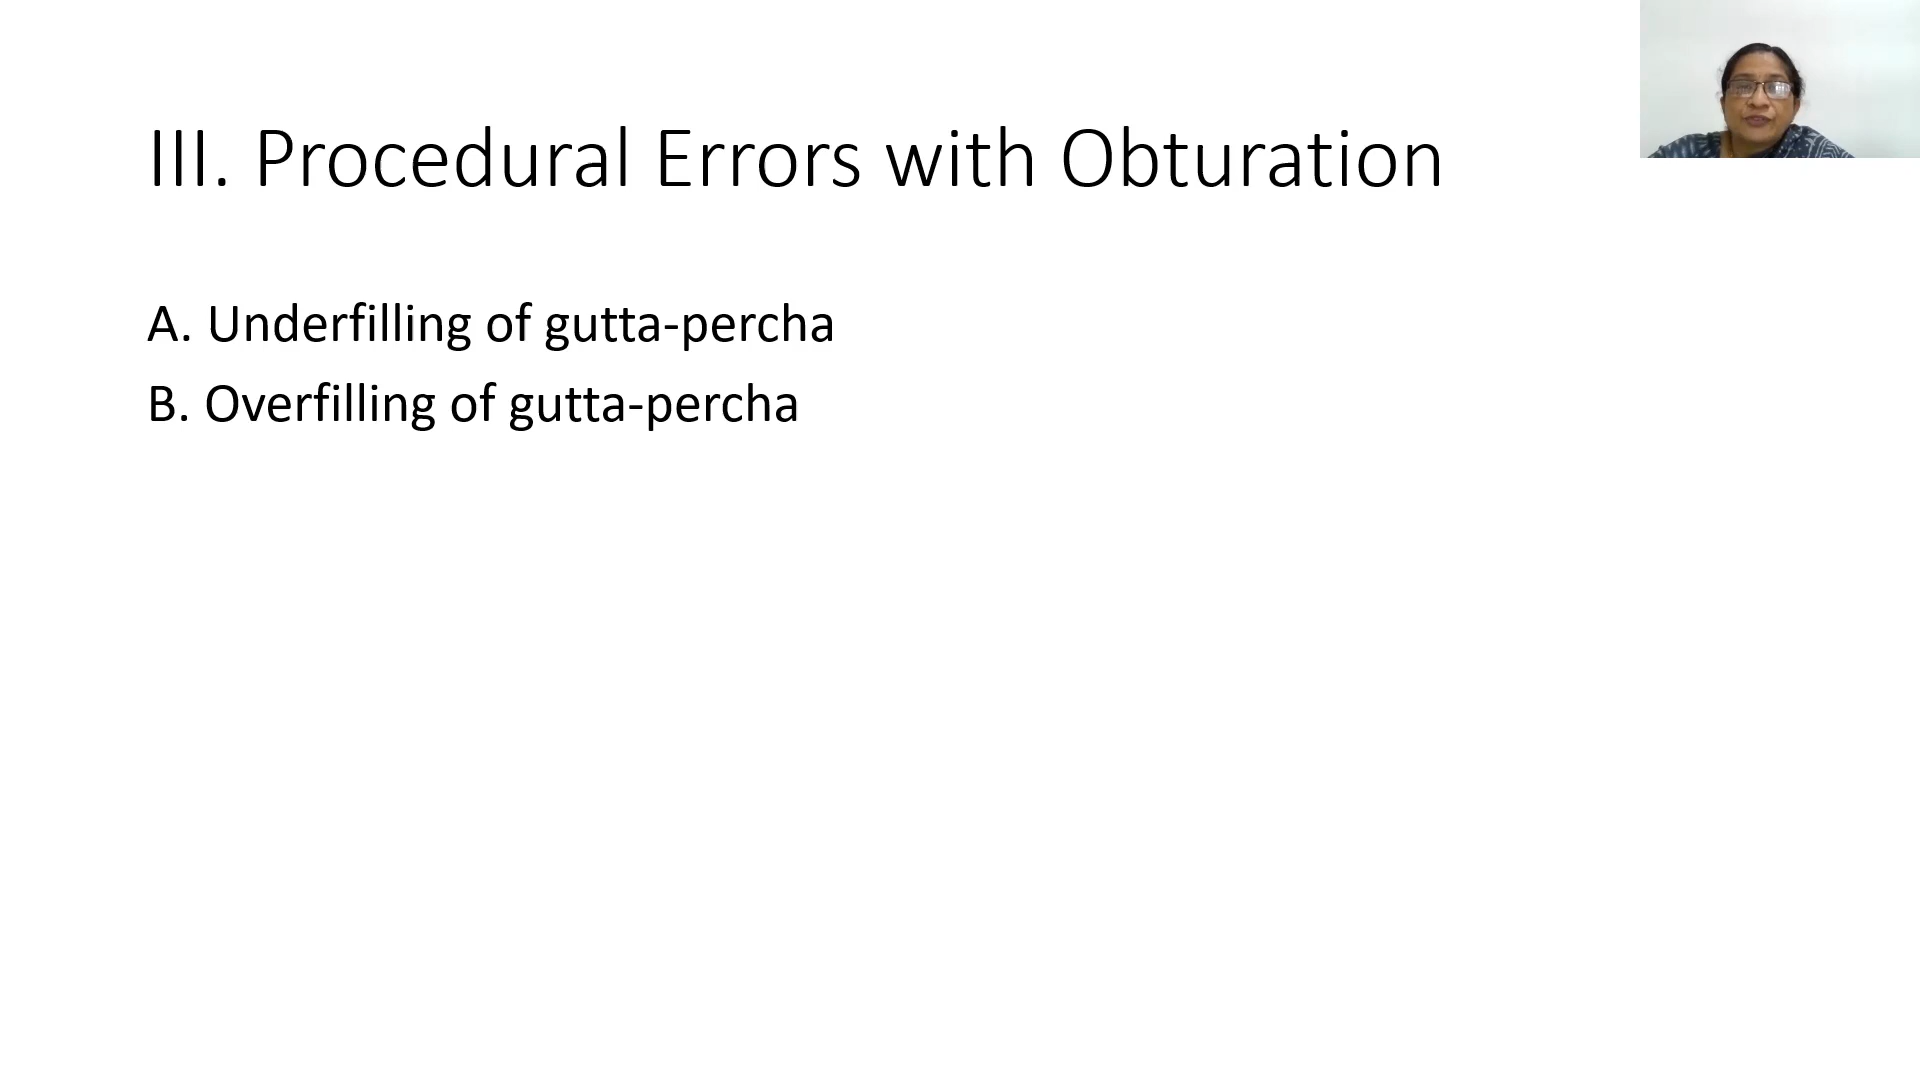 III. Procedural Errors with Obturation
A. Underfilling of gutta-percha
B. Overfilling of gutta-percha